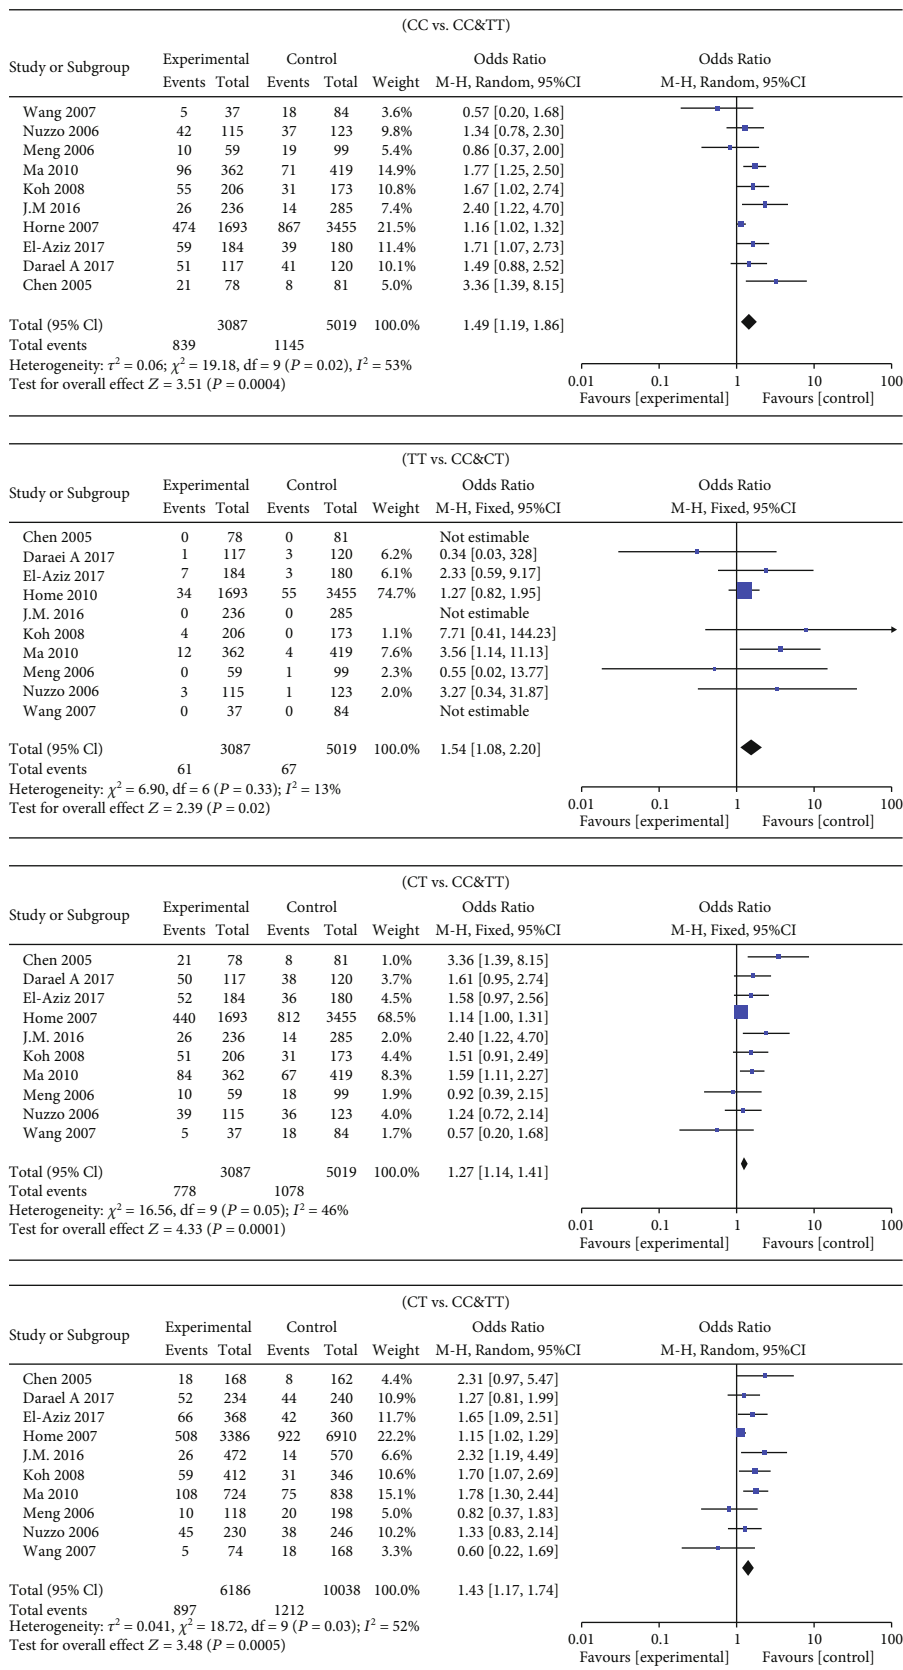 (CC vs. CC&TT)
Study or Subgroup Experimental Control Odds Ratio Odds Ratio
Events Total Events Total Weight M-H, Random, 95%CI M-H, Random, 95%CI
Wang 2007 5 37 18 84 3.6% 0.57 [0.20, 1.68]
Nuzzo 2006 42 115 37 123 9.8% 1.34 [0.78, 2.30]
Meng 2006 10 59 19 99 5.4% 0.86 [0.37, 2.00]
Ma 2010 96 362 71 419 14.9% 1.77 [1.25, 2.50]
Koh 2008 55 206 31 173 10.8% 1.67 [1.02, 2.74]
J.M 2016 26 236 14 285 7.4% 2.40 [1.22, 4.70]
Horne 2007 474 1693 867 3455 21.5% 1.16 [1.02, 1.32]
El-Aziz 2017 59 184 39 180 11.4% 1.71 [1.07, 2.73]
Darael A 2017 51 117 41 120 10.1% 1.49 [0.88, 2.52]
Chen 2005 21 78 8 81 5.0% 3.36 [1.39, 8.15]
Total (95% Cl) 3087 5019 100.0% 1.49 [1.19, 1.86]
Total events 839 1145
Heterogeneity: τ² = 0.06; χ² = 19.18, df = 9 (P = 0.02), I² = 53%
Test for overall effect Z = 3.51 (P = 0.0004)
0.01 0.1 1 10 100
Favours [experimental] Favours [control]
(TT vs. CC&CT)
Study or Subgroup Experimental Control Odds Ratio Odds Ratio
Events Total Events Total Weight M-H, Fixed, 95%CI M-H, Fixed, 95%CI
Chen 2005 0 78 0 81 Not estimable
Daraei A 2017 1 117 3 120 6.2% 0.34 [0.03, 328]
El-Aziz 2017 7 184 3 180 6.1% 2.33 [0.59, 9.17]
Home 2010 34 1693 55 3455 74.7% 1.27 [0.82, 1.95]
J.M. 2016 0 236 0 285 Not estimable
Koh 2008 4 206 0 173 1.1% 7.71 [0.41, 144.23]
Ma 2010 12 362 4 419 7.6% 3.56 [1.14, 11.13]
Meng 2006 0 59 1 99 2.3% 0.55 [0.02, 13.77]
Nuzzo 2006 3 115 1 123 2.0% 3.27 [0.34, 31.87]
Wang 2007 0 37 0 84 Not estimable
Total (95% Cl) 3087 5019 100.0% 1.54 [1.08, 2.20]
Total events 61 67
Heterogeneity: χ² = 6.90, df = 6 (P = 0.33); I² = 13%
Test for overall effect Z = 2.39 (P = 0.02)
0.01 0.1 1 10 100
Favours [experimental] Favours [control]
(CT vs. CC&TT)
Study or Subgroup Experimental Control Odds Ratio Odds Ratio
Events Total Events Total Weight M-H, Fixed, 95%CI M-H, Fixed, 95%CI
Chen 2005 21 78 8 81 1.0% 3.36 [1.39, 8.15]
Darael A 2017 50 117 38 120 3.7% 1.61 [0.95, 2.74]
El-Aziz 2017 52 184 36 180 4.5% 1.58 [0.97, 2.56]
Home 2007 440 1693 812 3455 68.5% 1.14 [1.00, 1.31]
J.M. 2016 26 236 14 285 2.0% 2.40 [1.22, 4.70]
Koh 2008 51 206 31 173 4.4% 1.51 [0.91, 2.49]
Ma 2010 84 362 67 419 8.3% 1.59 [1.11, 2.27]
Meng 2006 10 59 18 99 1.9% 0.92 [0.39, 2.15]
Nuzzo 2006 39 115 36 123 4.0% 1.24 [0.72, 2.14]
Wang 2007 5 37 18 84 1.7% 0.57 [0.20, 1.68]
Total (95% Cl) 3087 5019 100.0% 1.27 [1.14, 1.41]
Total events 778 1078
Heterogeneity: χ² = 16.56, df = 9 (P = 0.05); I² = 46%
Test for overall effect Z = 4.33 (P = 0.0001)
0.01 0.1 1 10 100
Favours [experimental] Favours [control]
(CT vs. CC&TT)
Study or Subgroup Experimental Control Odds Ratio Odds Ratio
Events Total Events Total Weight M-H, Random, 95%CI M-H, Random, 95%CI
Chen 2005 18 168 8 162 4.4% 2.31 [0.97, 5.47]
Darael A 2017 52 234 44 240 10.9% 1.27 [0.81, 1.99]
El-Aziz 2017 66 368 42 360 11.7% 1.65 [1.09, 2.51]
Home 2007 508 3386 922 6910 22.2% 1.15 [1.02, 1.29]
J.M. 2016 26 472 14 570 6.6% 2.32 [1.19, 4.49]
Koh 2008 59 412 31 346 10.6% 1.70 [1.07, 2.69]
Ma 2010 108 724 75 838 15.1% 1.78 [1.30, 2.44]
Meng 2006 10 118 20 198 5.0% 0.82 [0.37, 1.83]
Nuzzo 2006 45 230 38 246 10.2% 1.33 [0.83, 2.14]
Wang 2007 5 74 18 168 3.3% 0.60 [0.22, 1.69]
Total (95% Cl) 6186 10038 100.0% 1.43 [1.17, 1.74]
Total events 897 1212
Heterogeneity: τ² = 0.041, χ² = 18.72, df = 9 (P = 0.03); I² = 52%
Test for overall effect Z = 3.48 (P = 0.0005)
0.01 0.1 1 10 100
Favours [experimental] Favours [control]